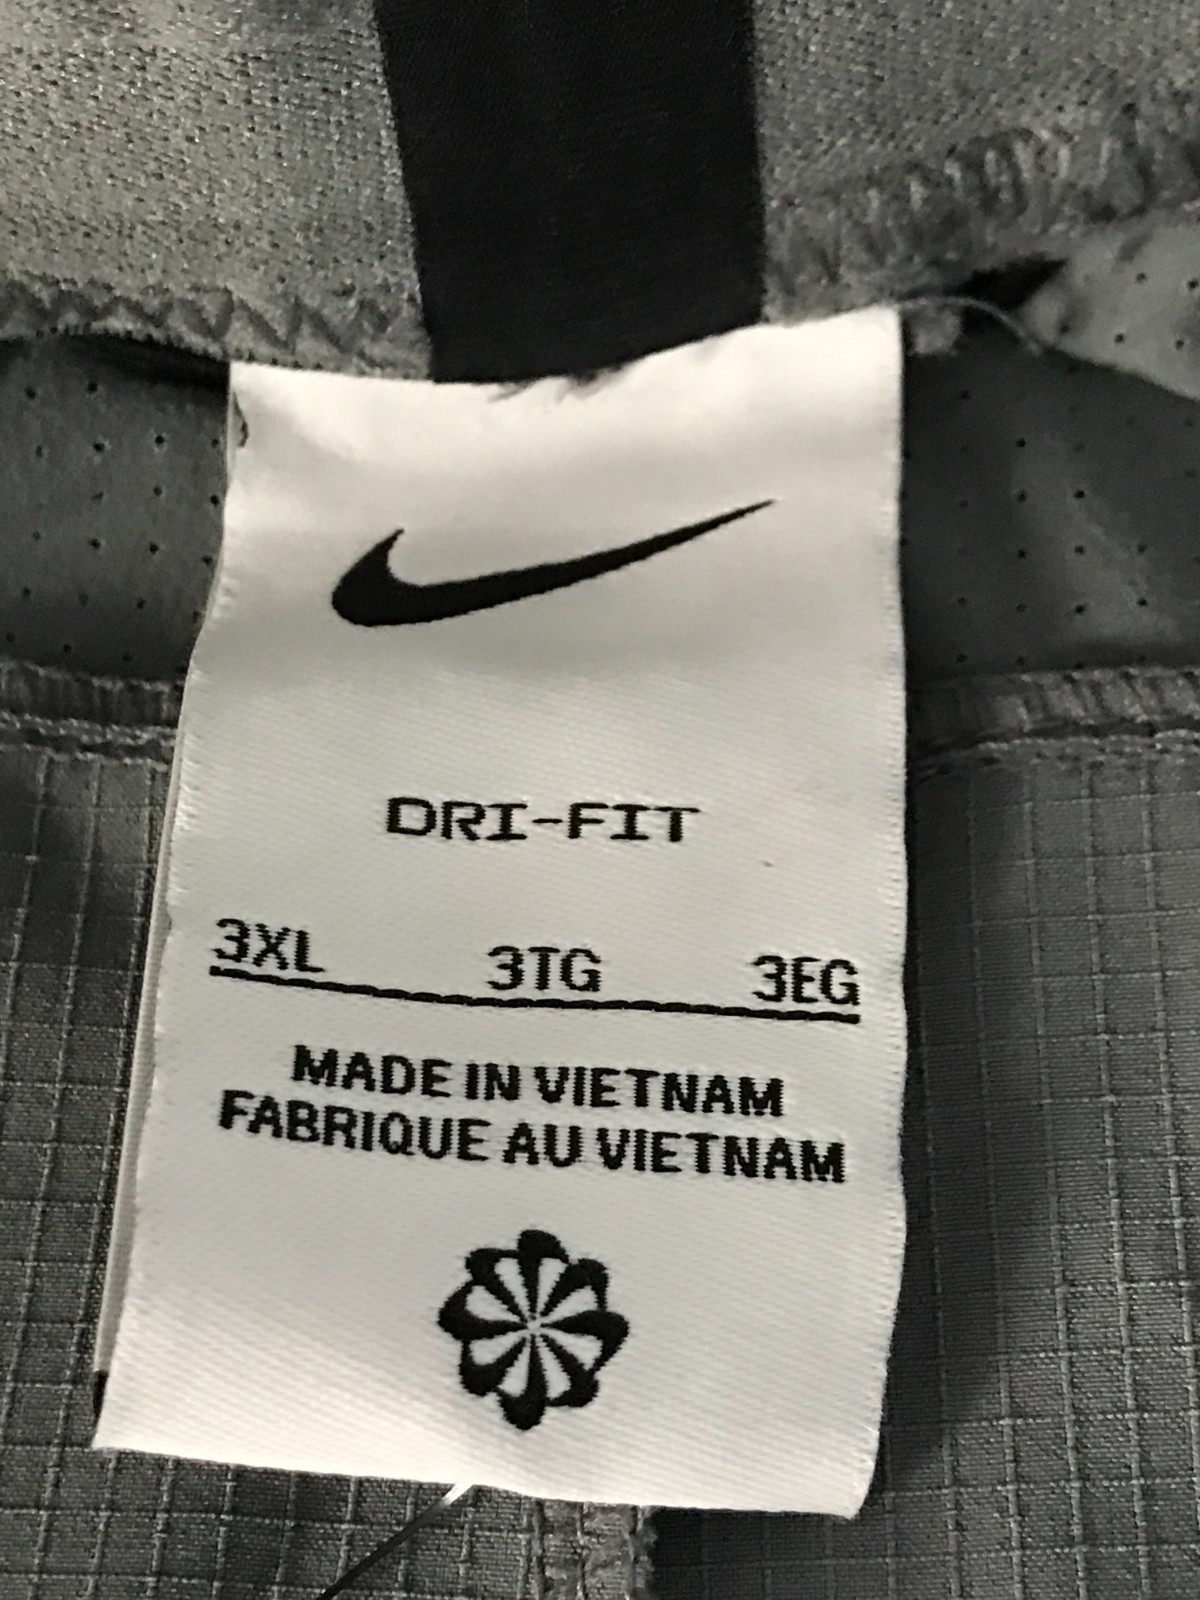 DRI-FIT
3XL 3TG 3EG
MADE IN VIETNAM
FABRIQUE AU VIETNAM